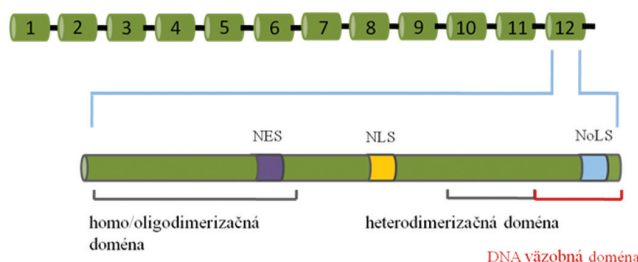 1 2 3 4 5 6 7 8 9 10 11 12
NES NLS NoLS
homo/oligodimerizačná
doména
heterodimerizačná doména
DNA väzobná doména